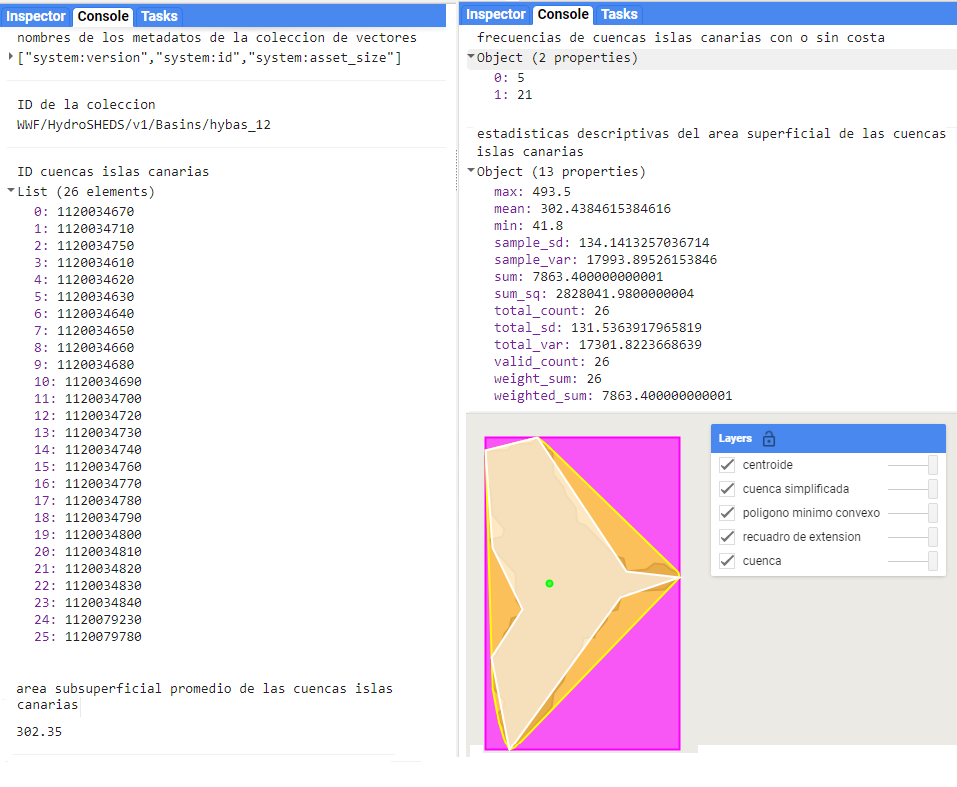 Inspector Console Tasks
nombres de los metadatos de la coleccion de vectores
["system:version","system:id","system:asset_size"]
ID de la coleccion
WWF/HydroSHEDS/v1/Basins/hybas_12
ID cuencas islas canarias
List (26 elements)
0: 1120034670
1: 1120034710
2: 1120034750
3: 1120034610
4: 1120034620
5: 1120034630
6: 1120034640
7: 1120034650
8: 1120034660
9: 1120034680
10: 1120034690
11: 1120034700
12: 1120034720
13: 1120034730
14: 1120034740
15: 1120034760
16: 1120034770
17: 1120034780
18: 1120034790
19: 1120034800
20: 1120034810
21: 1120034820
22: 1120034830
23: 1120034840
24: 1120079230
25: 1120079780
area subsuperficial promedio de las cuencas islas
canarias
302.35
Inspector Console Tasks
frecuencias de cuencas islas canarias con o sin costa
Object (2 properties)
0: 5
1: 21
estadisticas descriptivas del area superficial de las cuencas
islas canarias
Object (13 properties)
max: 493.5
mean: 302.4384615384616
min: 41.8
sample_sd: 134.1413257036714
sample_var: 17993.89526153846
sum: 7863.400000000001
sum_sq: 2828041.9800000004
total_count: 26
total_sd: 131.5363917965819
total_var: 17301.8223668639
valid_count: 26
weight_sum: 26
weighted_sum: 7863.400000000001
Layers
centroide
cuenca simplificada
poligono minimo convexo
recuadro de extension
cuenca